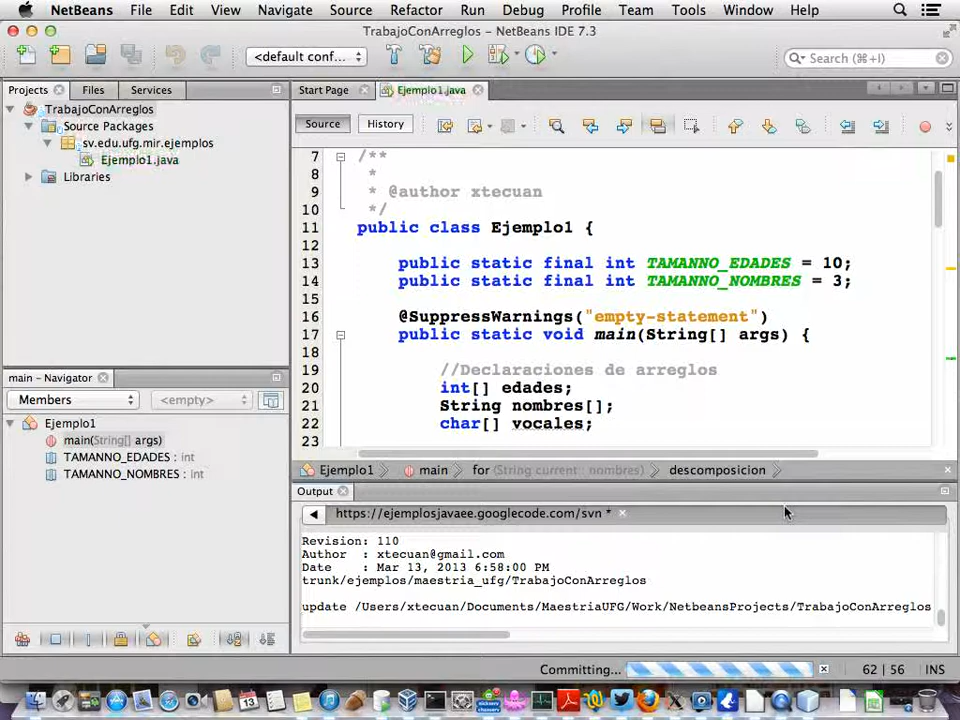 NetBeans File Edit View Navigate Source Refactor Run Debug Profile Team Tools Window Help
TrabajoConArreglos - NetBeans IDE 7.3
<default conf...
Search (⌘+I)
Projects Files Services
TrabajoConArreglos
Source Packages
sv.edu.ufg.mir.ejemplos
Ejemplo1.java
Libraries
main - Navigator
Members <empty>
Ejemplo1
main(String[] args)
TAMANNO_EDADES : int
TAMANNO_NOMBRES : int
Start Page Ejemplo1.java
Source History
7 /**
8 *
9 * @author xtecuan
10 */
11 public class Ejemplo1 {
12
13 public static final int TAMANNO_EDADES = 10;
14 public static final int TAMANNO_NOMBRES = 3;
15
16 @SuppressWarnings("empty-statement")
17 public static void main(String[] args) {
18
19 //Declaraciones de arreglos
20 int[] edades;
21 String nombres[];
22 char[] vocales;
23
Ejemplo1 main for (String current : nombres) descomposicion
Output
https://ejemplosjavaee.googlecode.com/svn *
Revision: 110
Author : xtecuan@gmail.com
Date : Mar 13, 2013 6:58:00 PM
trunk/ejemplos/maestria_ufg/TrabajoConArreglos
update /Users/xtecuan/Documents/MaestriaUFG/Work/NetbeansProjects/TrabajoConArreglos
Committing... 62 | 56 INS